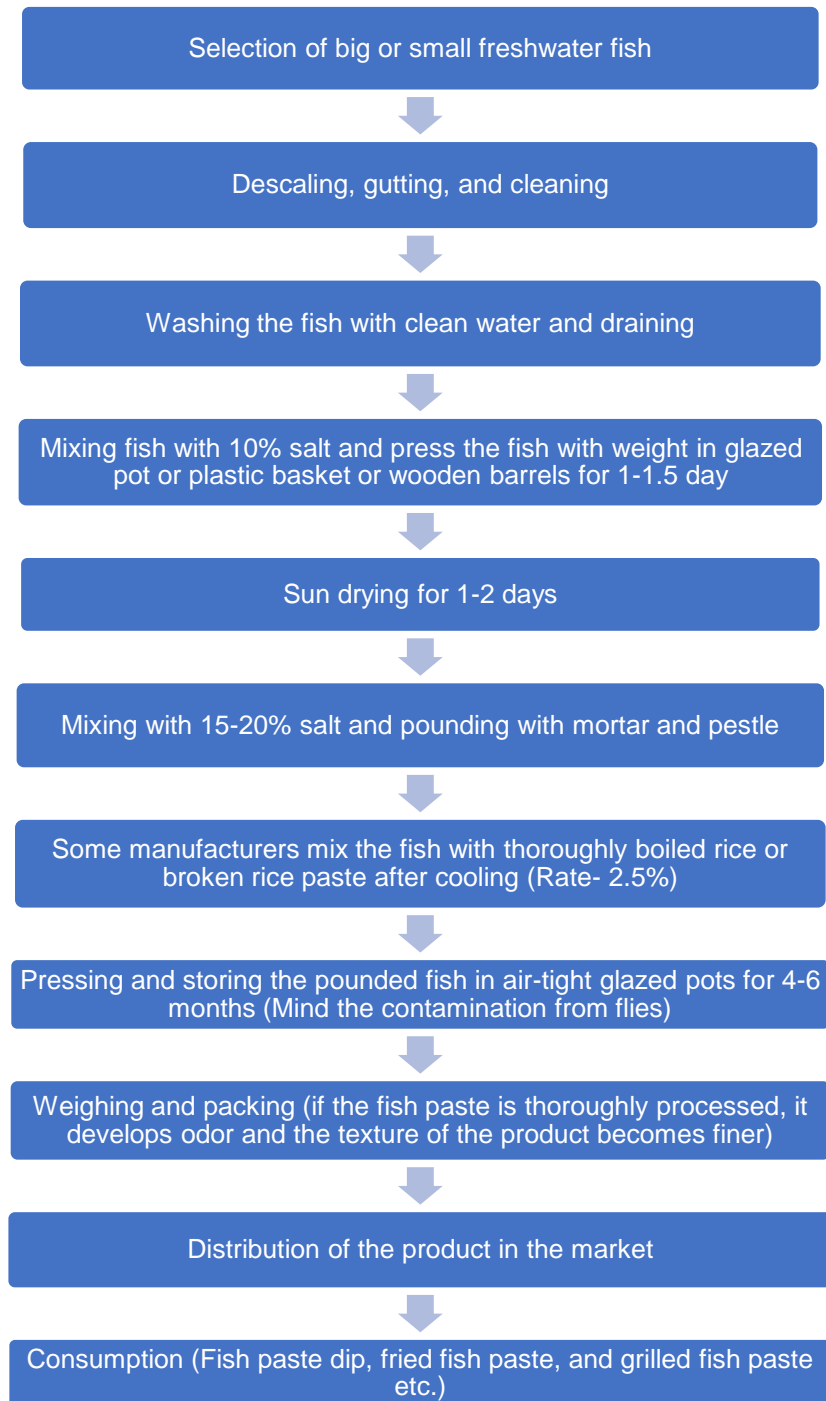 Selection of big or small freshwater fish
Descaling, gutting, and cleaning
Washing the fish with clean water and draining
Mixing fish with 10% salt and press the fish with weight in glazed
pot or plastic basket or wooden barrels for 1-1.5 day
Sun drying for 1-2 days
Mixing with 15-20% salt and pounding with mortar and pestle
Some manufacturers mix the fish with thoroughly boiled rice or
broken rice paste after cooling (Rate- 2.5%)
Pressing and storing the pounded fish in air-tight glazed pots for 4-6
months (Mind the contamination from flies)
Weighing and packing (if the fish paste is thoroughly processed, it
develops odor and the texture of the product becomes finer)
Distribution of the product in the market
Consumption (Fish paste dip, fried fish paste, and grilled fish paste
etc.)